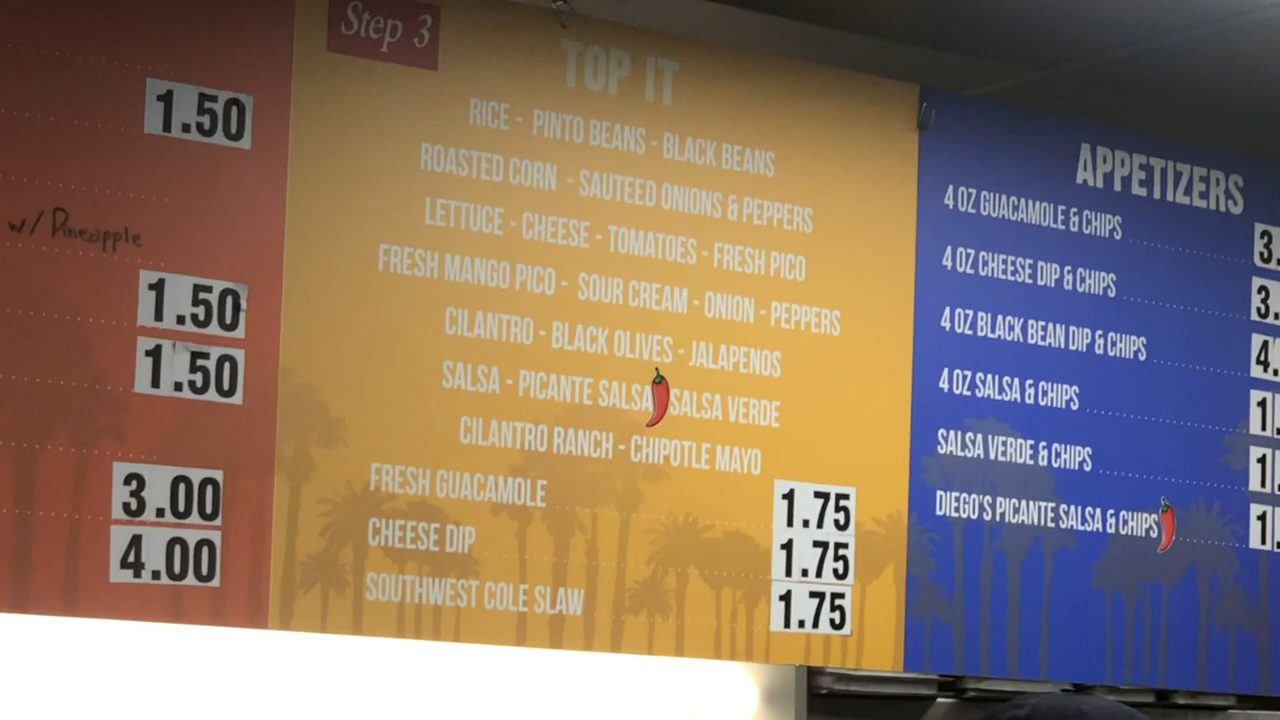 1.50
w/ Pineapple
1.50
1.50
3.00
4.00
Step 3
TOP IT
RICE - PINTO BEANS - BLACK BEANS
ROASTED CORN - SAUTEED ONIONS & PEPPERS
LETTUCE - CHEESE - TOMATOES - FRESH PICO
FRESH MANGO PICO - SOUR CREAM - ONION - PEPPERS
CILANTRO - BLACK OLIVES - JALAPENOS
SALSA - PICANTE SALSA SALSA VERDE
CILANTRO RANCH - CHIPOTLE MAYO
FRESH GUACAMOLE 1.75
CHEESE DIP 1.75
SOUTHWEST COLE SLAW 1.75
APPETIZERS
4 OZ GUACAMOLE & CHIPS 3.
4 OZ CHEESE DIP & CHIPS 3.
4 OZ BLACK BEAN DIP & CHIPS 4.
4 OZ SALSA & CHIPS 1.
SALSA VERDE & CHIPS 1.
DIEGO'S PICANTE SALSA & CHIPS 1.